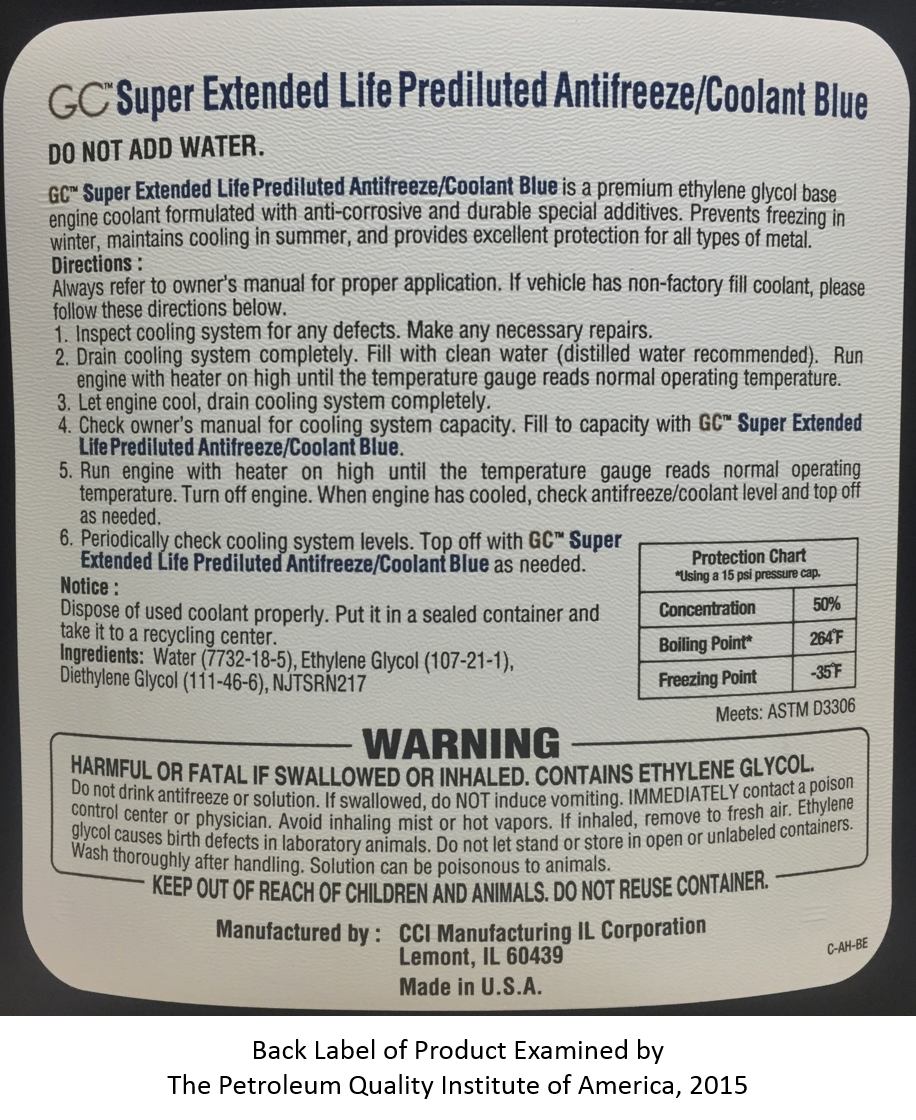 GC™ Super Extended Life Prediluted Antifreeze/Coolant Blue
DO NOT ADD WATER.
GC™ Super Extended Life Prediluted Antifreeze/Coolant Blue is a premium ethylene glycol base
engine coolant formulated with anti-corrosive and durable special additives. Prevents freezing in
winter, maintains cooling in summer, and provides excellent protection for all types of metal.
Directions :
Always refer to owner's manual for proper application. If vehicle has non-factory fill coolant, please
follow these directions below.
1. Inspect cooling system for any defects. Make any necessary repairs.
2. Drain cooling system completely. Fill with clean water (distilled water recommended). Run
engine with heater on high until the temperature gauge reads normal operating temperature.
3. Let engine cool, drain cooling system completely.
4. Check owner's manual for cooling system capacity. Fill to capacity with GC™ Super Extended
Life Prediluted Antifreeze/Coolant Blue.
5. Run engine with heater on high until the temperature gauge reads normal operating
temperature. Turn off engine. When engine has cooled, check antifreeze/coolant level and top off
as needed.
6. Periodically check cooling system levels. Top off with GC™ Super
Extended Life Prediluted Antifreeze/Coolant Blue as needed.
Notice :
Dispose of used coolant properly. Put it in a sealed container and
take it to a recycling center.
Ingredients: Water (7732-18-5), Ethylene Glycol (107-21-1),
Diethylene Glycol (111-46-6), NJTSRN217
Protection Chart
*Using a 15 psi pressure cap.
Concentration 50%
Boiling Point* 264°F
Freezing Point -35°F
Meets: ASTM D3306
WARNING
HARMFUL OR FATAL IF SWALLOWED OR INHALED. CONTAINS ETHYLENE GLYCOL.
Do not drink antifreeze or solution. If swallowed, do NOT induce vomiting. IMMEDIATELY contact a poison
control center or physician. Avoid inhaling mist or hot vapors. If inhaled, remove to fresh air. Ethylene
glycol causes birth defects in laboratory animals. Do not let stand or store in open or unlabeled containers.
Wash thoroughly after handling. Solution can be poisonous to animals.
KEEP OUT OF REACH OF CHILDREN AND ANIMALS. DO NOT REUSE CONTAINER.
Manufactured by : CCI Manufacturing IL Corporation
Lemont, IL 60439
Made in U.S.A.
C-AH-BE
Back Label of Product Examined by
The Petroleum Quality Institute of America, 2015